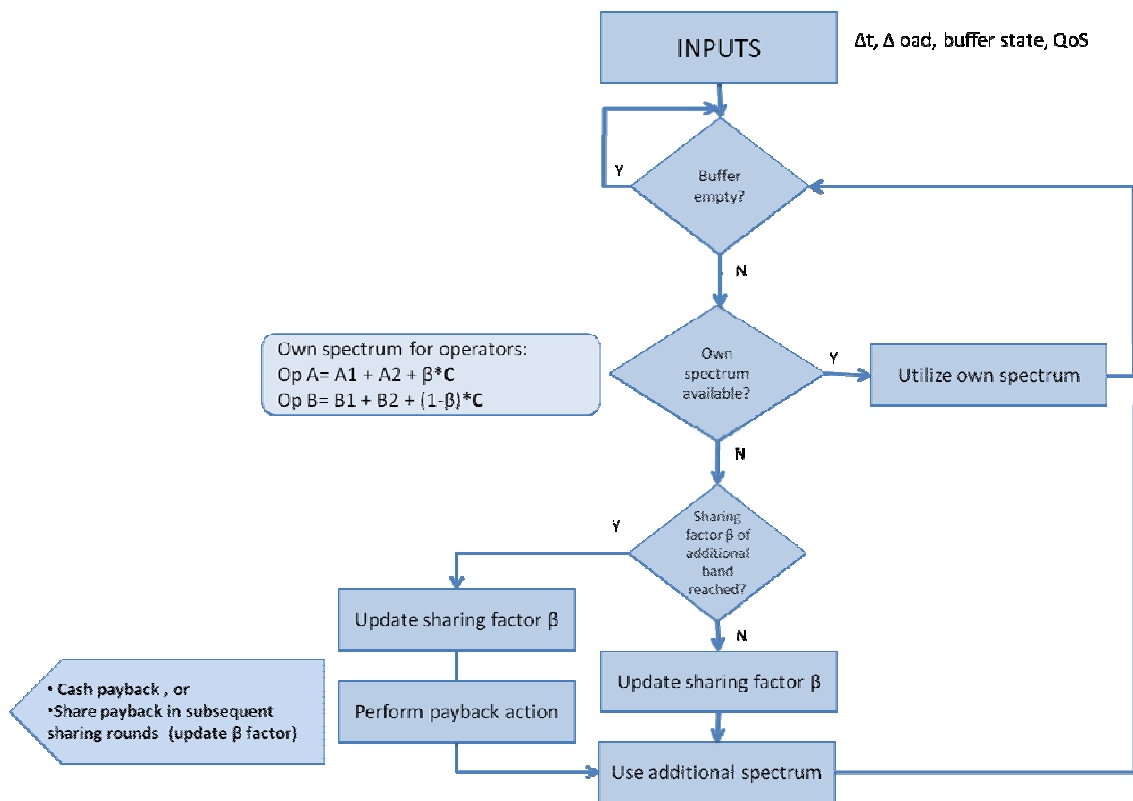 INPUTS
Δt, Δ oad, buffer state, QoS
Buffer
empty?
Y
N
Own spectrum for operators:
Op A= A1 + A2 + β*C
Op B= B1 + B2 + (1-β)*C
Own
spectrum
available?
Y
Utilize own spectrum
N
Sharing
factor β of
additional
band
reached?
Y
N
Update sharing factor β
Update sharing factor β
• Cash payback , or
•Share payback in subsequent
sharing rounds (update β factor)
Perform payback action
Use additional spectrum